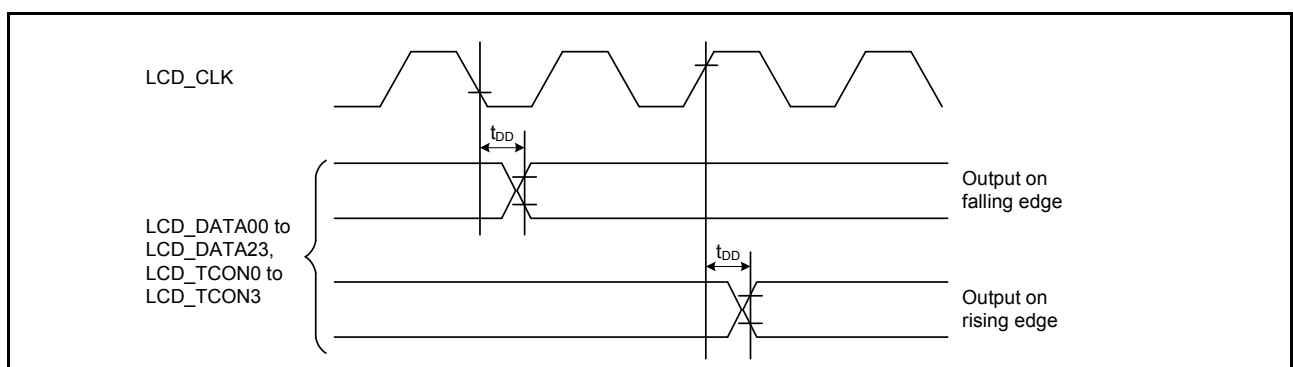 LCD_CLK
tDD
Output on
falling edge
LCD_DATA00 to
LCD_DATA23,
LCD_TCON0 to
LCD_TCON3
tDD
Output on
rising edge